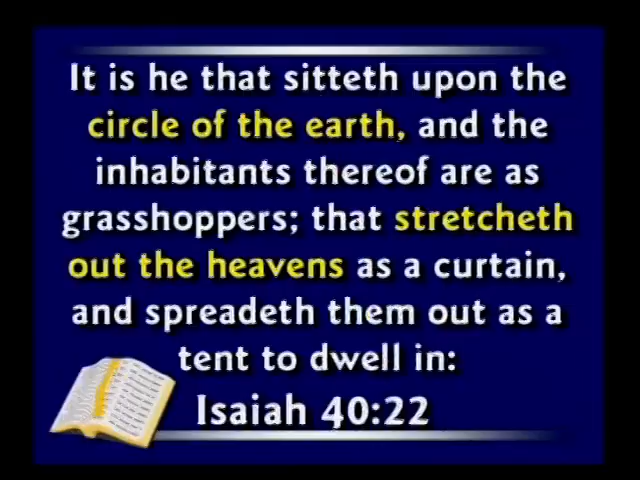 It is he that sitteth upon the
circle of the earth, and the
inhabitants thereof are as
grasshoppers; that stretcheth
out the heavens as a curtain,
and spreadeth them out as a
tent to dwell in:
Isaiah 40:22